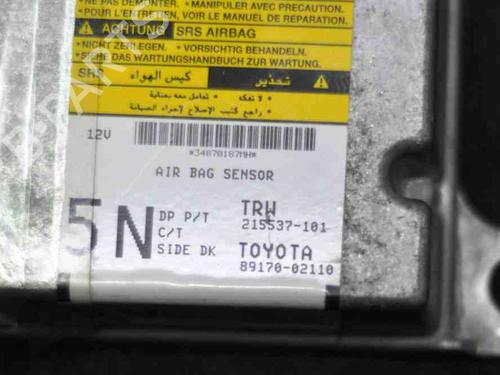 •NE PAS DEMONTER. •MANIPULER AVEC PRECAUTION.
•POUR L'ENTRETIEN, VOIR LE MANUEL DE REPARATION.
ACHTUNG SRS AIRBAG
•NICHT ZERLEGEN. •VORSICHTIG BEHANDELN.
•SIEHE DAS WARTUNGSHANDBUCH ZUR WARTUNG.
SRS كيس الهواء تحذير
•لا تفكه •تعامل معه بعناية
•راجع كتيب الإصلاح لاجراء الصيانة
12V
*34870187MH*
AIR BAG SENSOR
5N DP P/T TRW
C/T 215537-101
SIDE DK TOYOTA
89170-02110